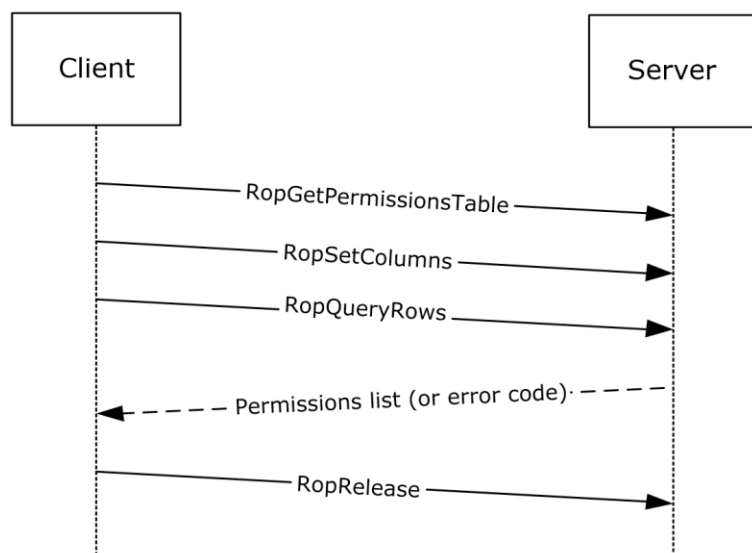 Client
Server
RopGetPermissionsTable
RopSetColumns
RopQueryRows
Permissions list (or error code)
RopRelease